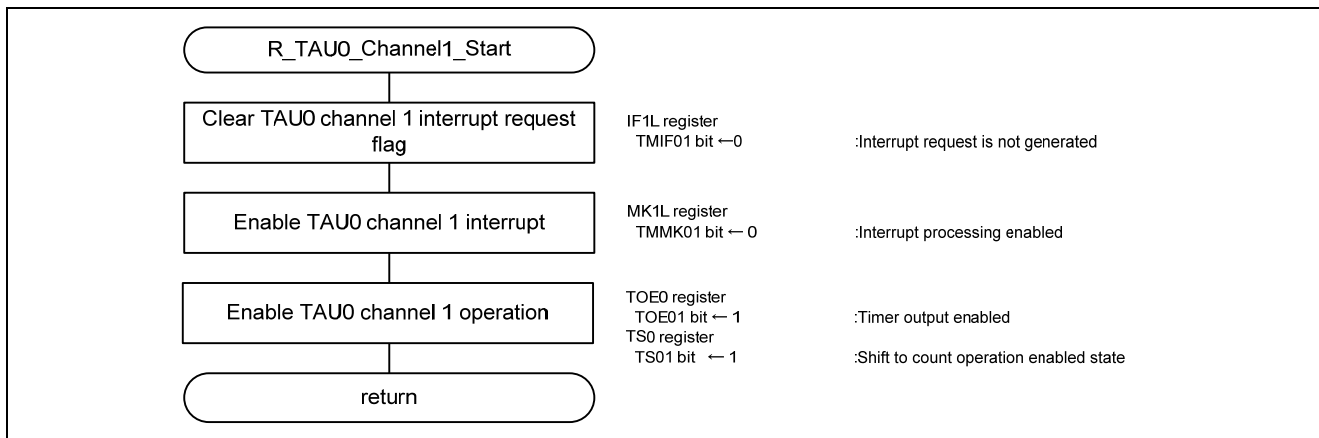 R_TAU0_Channel1_Start
Clear TAU0 channel 1 interrupt request
flag
IF1L register
TMIF01 bit ←0 :Interrupt request is not generated
Enable TAU0 channel 1 interrupt
MK1L register
TMMK01 bit ← 0 :Interrupt processing enabled
Enable TAU0 channel 1 operation
TOE0 register
TOE01 bit ← 1 :Timer output enabled
TS0 register
TS01 bit ← 1 :Shift to count operation enabled state
return